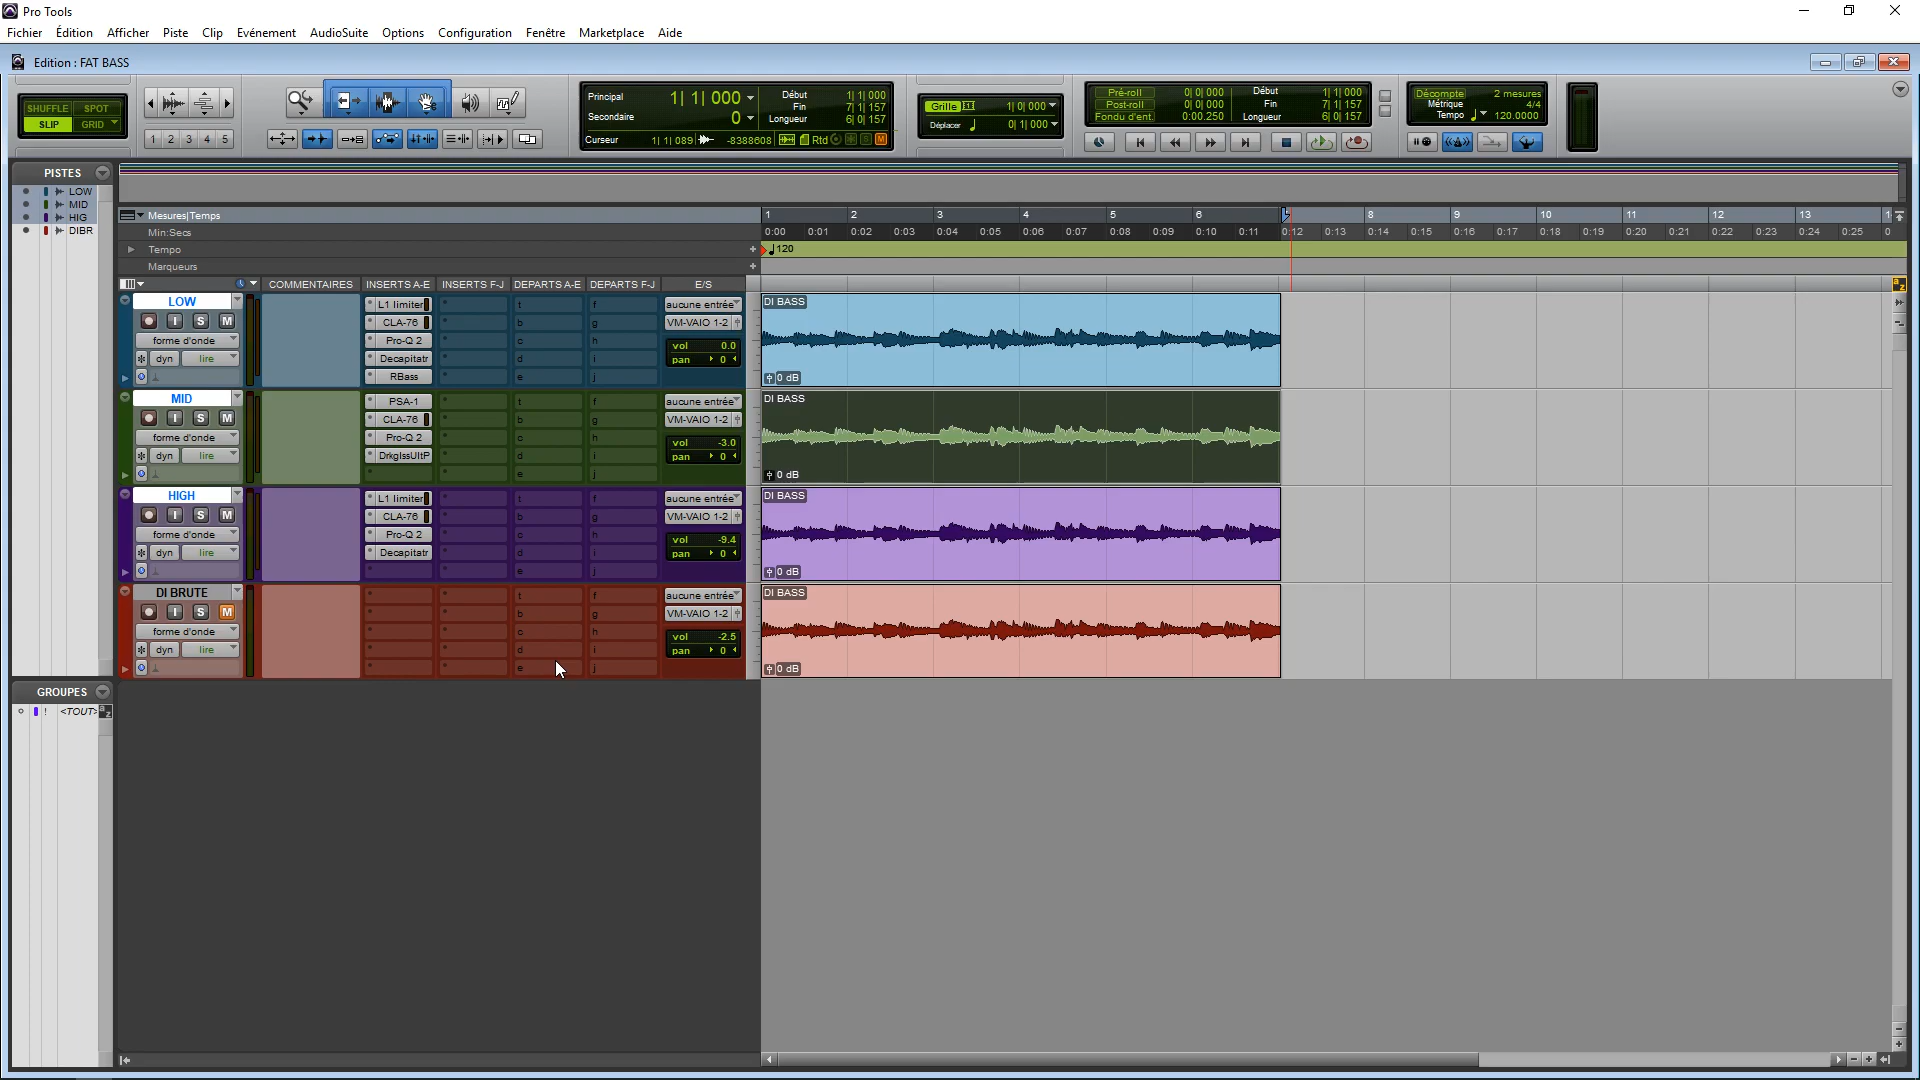 Pro Tools
Fichier Édition Afficher Piste Clip Evénement AudioSuite Options Configuration Fenêtre Marketplace Aide
Edition : FAT BASS
SHUFFLE SPOT
SLIP GRID
1 2 3 4 5
Principal 1| 1| 000
Secondaire 0
Curseur 1| 1| 089 -8388608
Début 1| 1| 000
Fin 7| 1| 157
Longueur 6| 0| 157
Rtd
Grille 1| 0| 000
Déplacer 0| 1| 000
Pré-roll 0| 0| 000
Post-roll 0| 0| 000
Fondu d'ent. 0:00.250
Début 1| 1| 000
Fin 7| 1| 157
Longueur 6| 0| 157
Décompte 2 mesures
Métrique 4/4
Tempo 120.0000
PISTES
LOW
MID
HIG
DIBR
GROUPES
! <TOUT>
Mesures|Temps 1 2 3 4 5 6 8 9 10 11 12 13
Min:Secs 0:00 0:01 0:02 0:03 0:04 0:05 0:06 0:07 0:08 0:09 0:10 0:11 0:12 0:13 0:14 0:15 0:16 0:17 0:18 0:19 0:20 0:21 0:22 0:23 0:24 0:25
Tempo 120
Marqueurs
COMMENTAIRES INSERTS A-E INSERTS F-J DEPARTS A-E DEPARTS F-J E/S
LOW
I S M
forme d'onde
dyn lire
L1 limiter
CLA-76
Pro-Q 2
Decapitatr
RBass
aucune entrée
VM-VAIO 1-2
vol 0.0
pan 0
DI BASS
0 dB
MID
I S M
forme d'onde
dyn lire
PSA-1
CLA-76
Pro-Q 2
DrkglssUltP
aucune entrée
VM-VAIO 1-2
vol -3.0
pan 0
DI BASS
0 dB
HIGH
I S M
forme d'onde
dyn lire
L1 limiter
CLA-76
Pro-Q 2
Decapitatr
aucune entrée
VM-VAIO 1-2
vol -9.4
pan 0
DI BASS
0 dB
DI BRUTE
I S M
forme d'onde
dyn lire
aucune entrée
VM-VAIO 1-2
vol -2.5
pan 0
DI BASS
0 dB